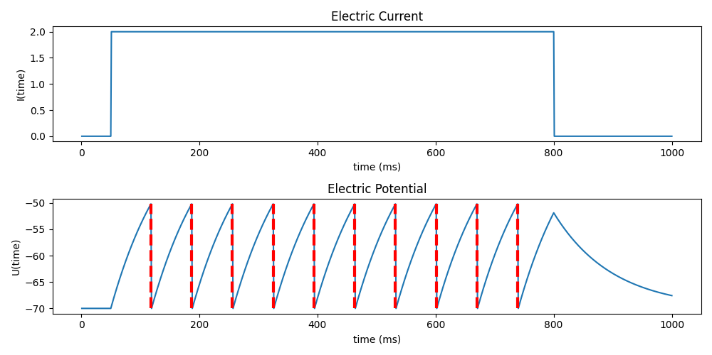 Electric Current
I(time)
2.0
1.5
1.0
0.5
0.0
0 200 400 600 800 1000
time (ms)
Electric Potential
U(time)
−50
−55
−60
−65
−70
0 200 400 600 800 1000
time (ms)